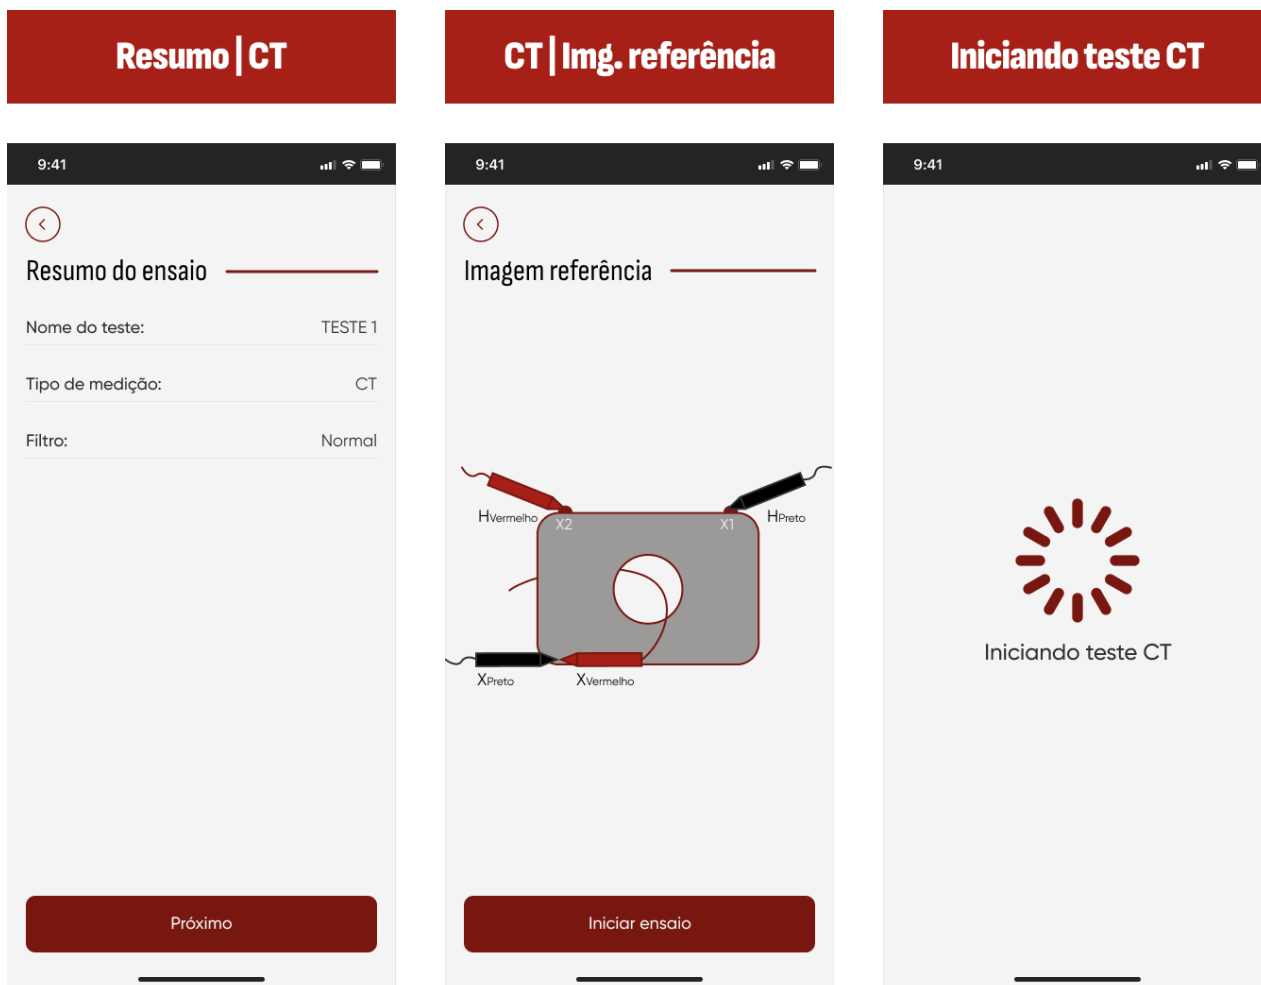 Resumo | CT
9:41
Resumo do ensaio
Nome do teste: TESTE 1
Tipo de medição: CT
Filtro: Normal
Próximo
CT | Img. referência
9:41
Imagem referência
HVermelho
X2
X1
HPreto
XPreto
XVermelho
Iniciar ensaio
Iniciando teste CT
9:41
Iniciando teste CT